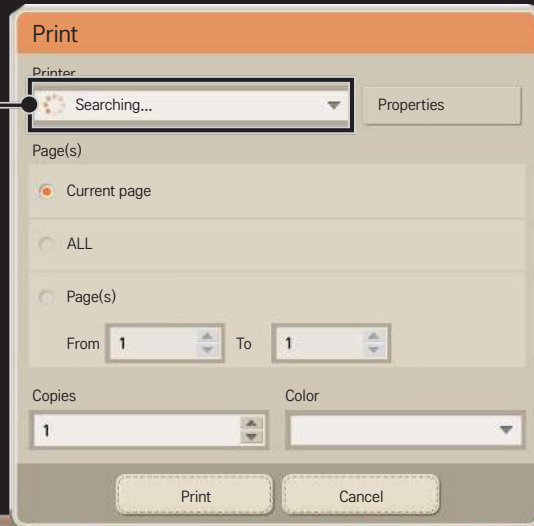 Print
Printer
Searching...
Properties
Page(s)
Current page
ALL
Page(s)
From 1 To 1
Copies Color
1
Print Cancel